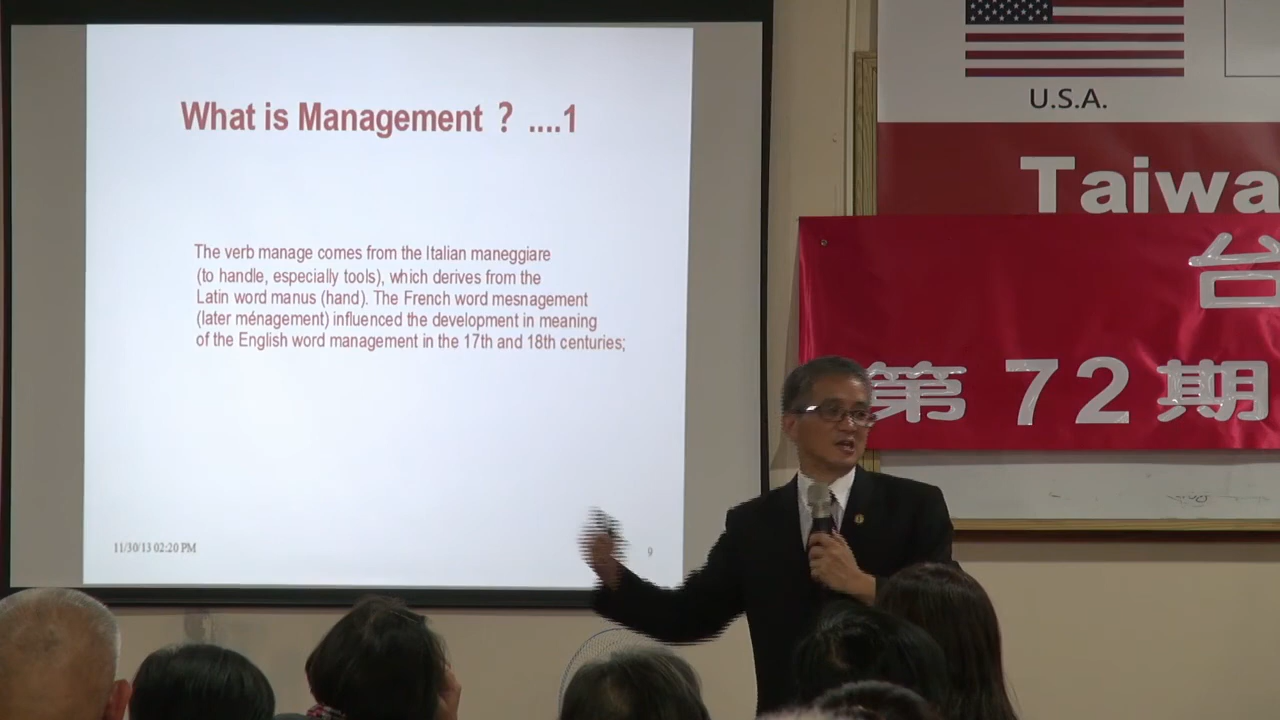 What is Management ? ....1
The verb manage comes from the Italian maneggiare
(to handle, especially tools), which derives from the
Latin word manus (hand). The French word mesnagement
(later ménagement) influenced the development in meaning
of the English word management in the 17th and 18th centuries;
11/30/13 02:20 PM
9
U.S.A.
Taiwa
台
第 72 期